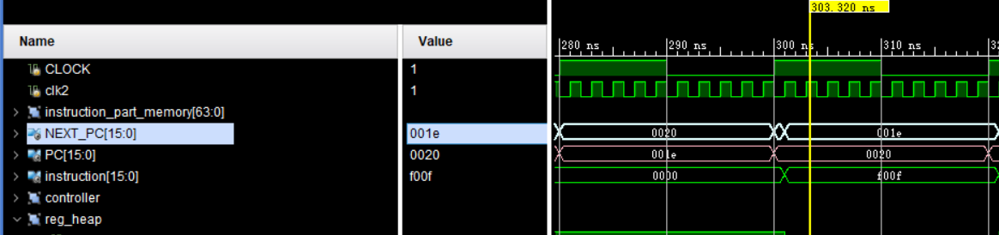 303.320 ns
Name Value 280 ns 290 ns 300 ns 310 ns
CLOCK 1
clk2 1
instruction_part_memory[63:0]
NEXT_PC[15:0] 001e 0020 001e
PC[15:0] 0020 001e 0020
instruction[15:0] f00f 0000 f00f
controller
reg_heap